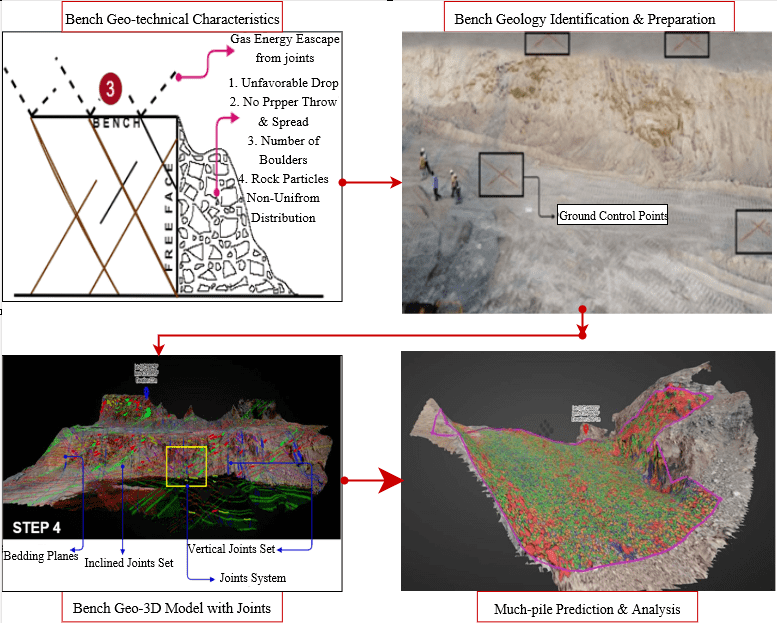 Bench Geo-technical Characteristics
Gas Energy Eascape
from joints
3
1. Unfavorable Drop
2. No Prpper Throw
& Spread
3. Number of
Boulders
4. Rock Particles
Non-Unifrom
Distribution
BENCH
FREE FACE
Bench Geology Identification & Preparation
Ground Control Points
STEP 4
Bedding Planes
Inclined Joints Set
Vertical Joints Set
Joints System
Bench Geo-3D Model with Joints
Much-pile Prediction & Analysis